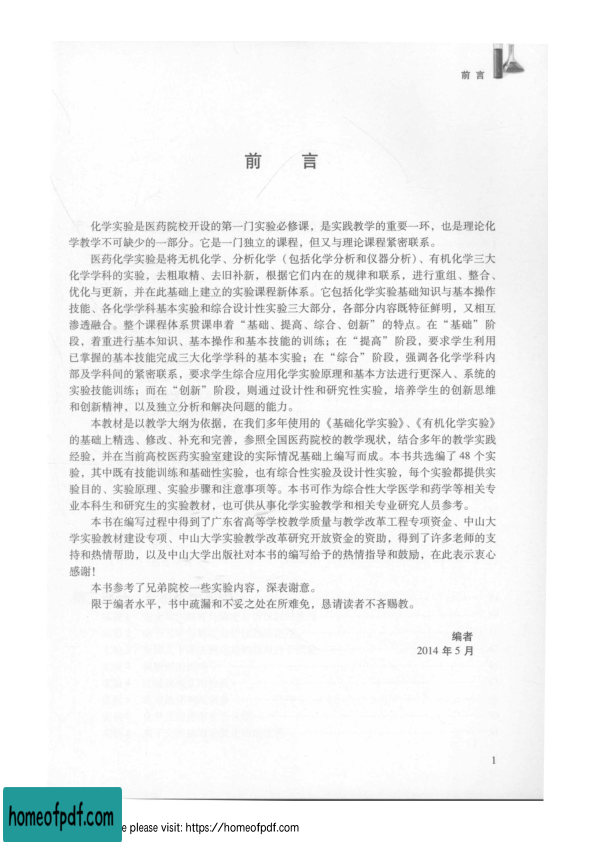 前 言
前 言
化学实验是医药院校开设的第一门实验必修课，是实践教学的重要一环，也是理论化
学教学不可缺少的一部分。它是一门独立的课程，但又与理论课程紧密联系。
医药化学实验是将无机化学、分析化学（包括化学分析和仪器分析）、有机化学三大
化学学科的实验，去粗取精、去旧补新，根据它们内在的规律和联系，进行重组、整合、
优化与更新，并在此基础上建立的实验课程新体系。它包括化学实验基础知识与基本操作
技能、各化学学科基本实验和综合设计性实验三大部分，各部分内容既特征鲜明，又相互
渗透融合。整个课程体系贯课串着“基础、提高、综合、创新”的特点。在“基础”阶
段，着重进行基本知识、基本操作和基本技能的训练；在“提高”阶段，要求学生利用
已掌握的基本技能完成三大化学学科的基本实验；在“综合”阶段，强调各化学学科内
部及学科间的紧密联系，要求学生综合应用化学实验原理和基本方法进行更深入、系统的
实验技能训练；而在“创新”阶段，则通过设计性和研究性实验，培养学生的创新思维
和创新精神，以及独立分析和解决问题的能力。
本教材是以教学大纲为依据，在我们多年使用的《基础化学实验》、《有机化学实验》
的基础上精选、修改、补充和完善，参照全国医药院校的教学现状，结合多年的教学实践
经验，并在当前高校医药实验室建设的实际情况基础上编写而成。本书共选编了 48 个实
验，其中既有技能训练和基础性实验，也有综合性实验及设计性实验，每个实验都提供实
验目的、实验原理、实验步骤和注意事项等。本书可作为综合性大学医学和药学等相关专
业本科生和研究生的实验教材，也可供从事化学实验教学和相关专业研究人员参考。
本书在编写过程中得到了广东省高等学校教学质量与教学改革工程专项资金、中山大
学实验教材建设专项、中山大学实验教学改革研究开放资金的资助，得到了许多老师的支
持和热情帮助，以及中山大学出版社对本书的编写给予的热情指导和鼓励，在此表示衷心
感谢！
本书参考了兄弟院校一些实验内容，深表谢意。
限于编者水平，书中疏漏和不妥之处在所难免，恳请读者不吝赐教。
编者
2014 年 5 月
1
homeofpdf.com
e please visit: https://homeofpdf.com